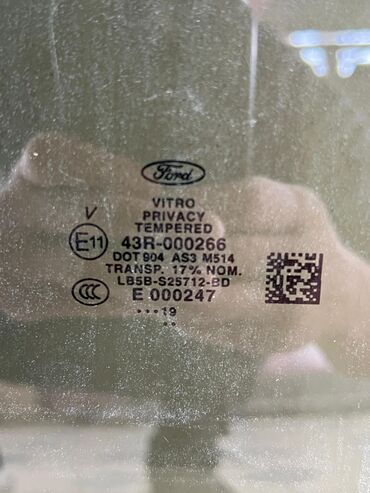 Ford
VITRO
PRIVACY
V TEMPERED
E11 43R-000266
DOT 904 AS3 M514
TRANSP. 17% NOM.
LB5B-S25712-BD
CCC E 000247
•••19
••